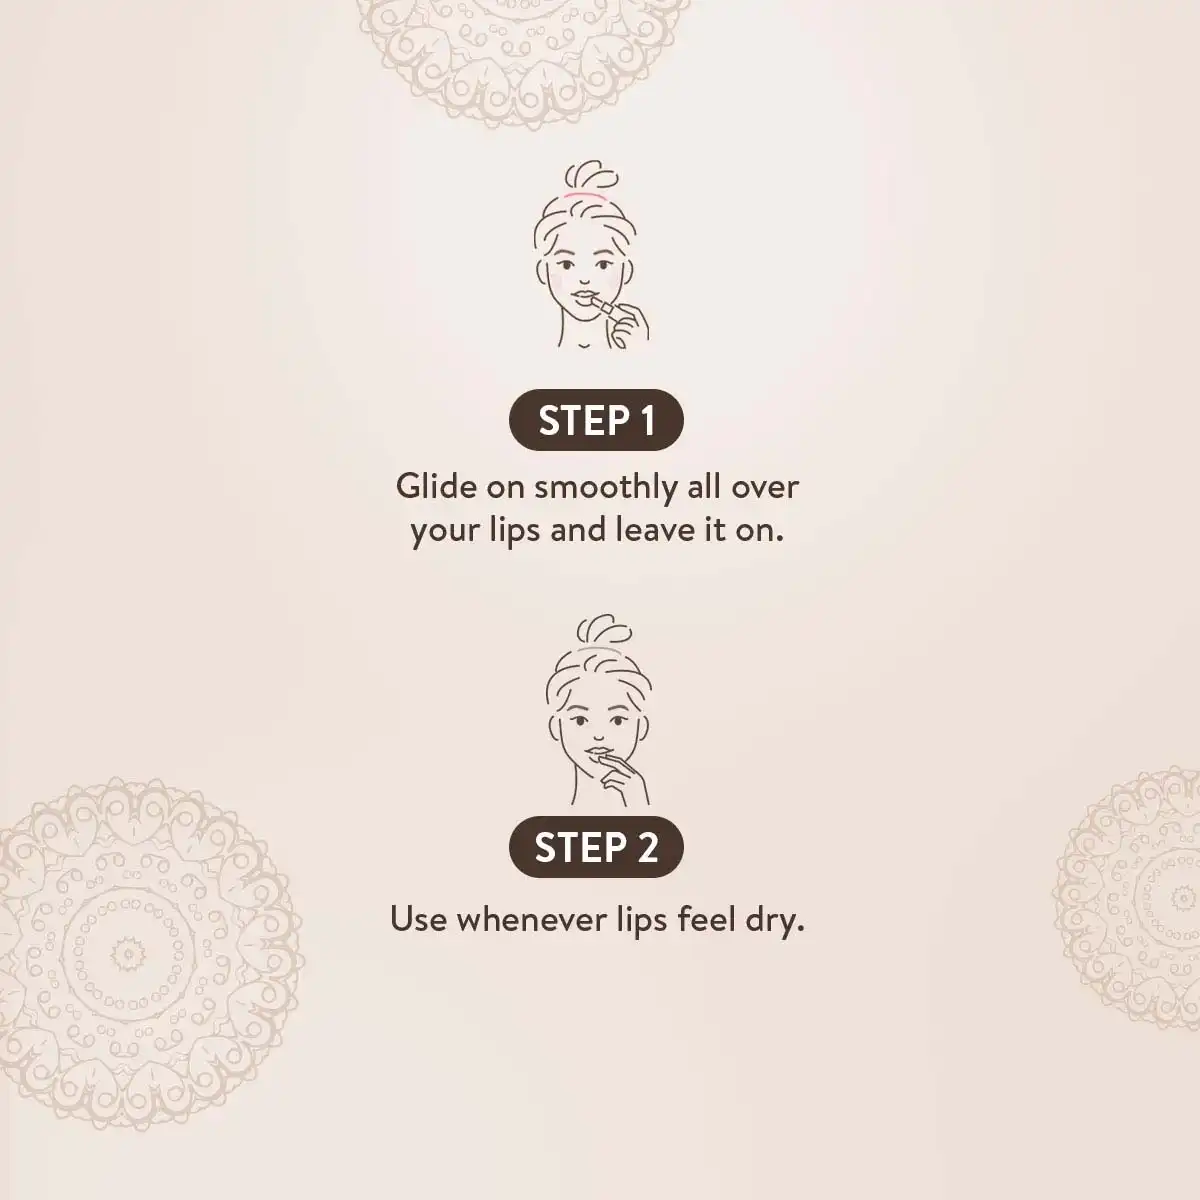 STEP 1
Glide on smoothly all over
your lips and leave it on.
STEP 2
Use whenever lips feel dry.